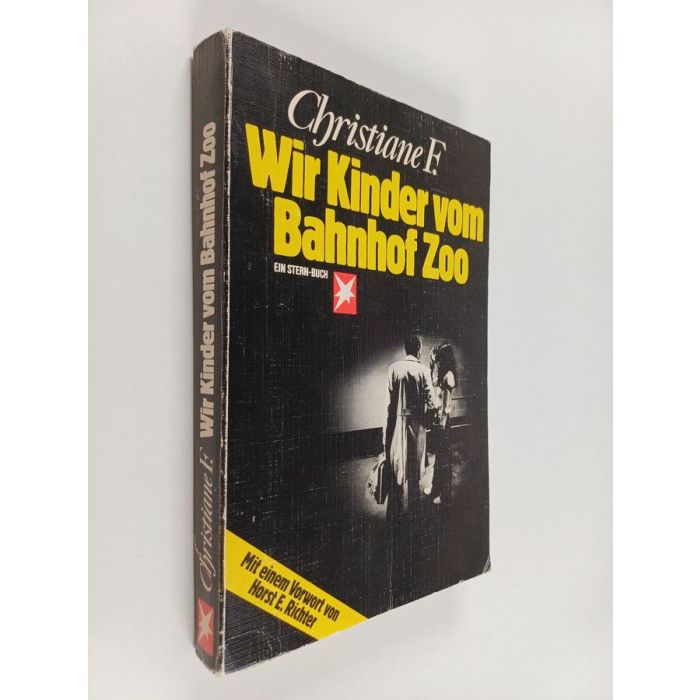 Christiane F.
Wir Kinder vom
Bahnhof Zoo
EIN STERN-BUCH
Mit einem Vorwort von
Horst E. Richter
Christiane F. Wir Kinder vom Bahnhof Zoo